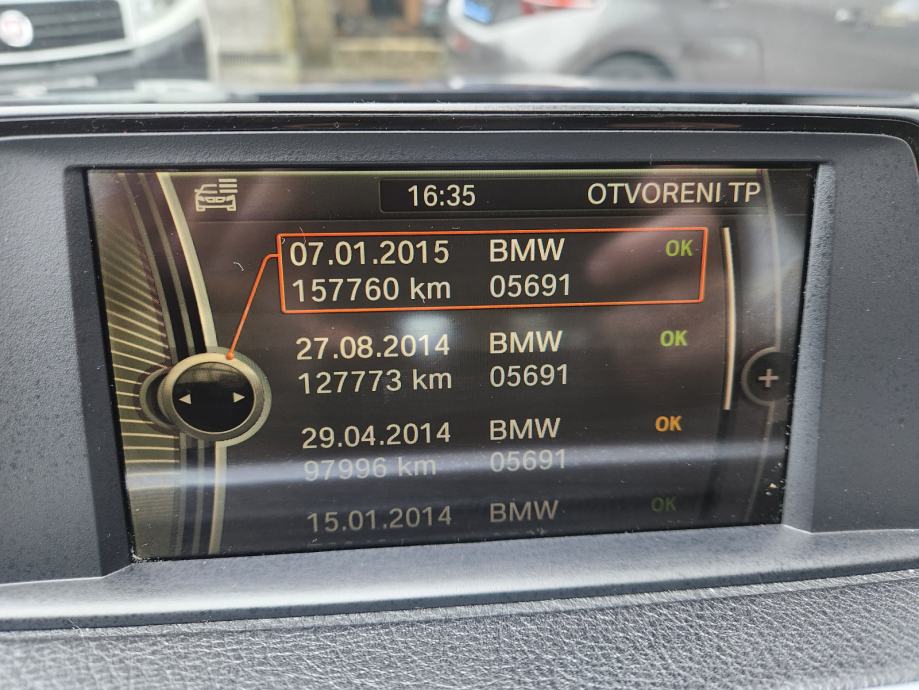 16:35 OTVORENI TP
07.01.2015 BMW OK
157760 km 05691
27.08.2014 BMW OK
127773 km 05691
29.04.2014 BMW OK
97996 km 05691
15.01.2014 BMW OK